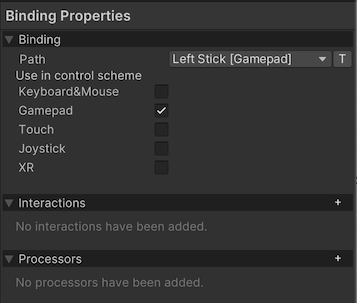 Binding Properties
Binding
Path Left Stick [Gamepad] T
Use in control scheme
Keyboard&Mouse
Gamepad
Touch
Joystick
XR
Interactions +
No interactions have been added.
Processors +
No processors have been added.